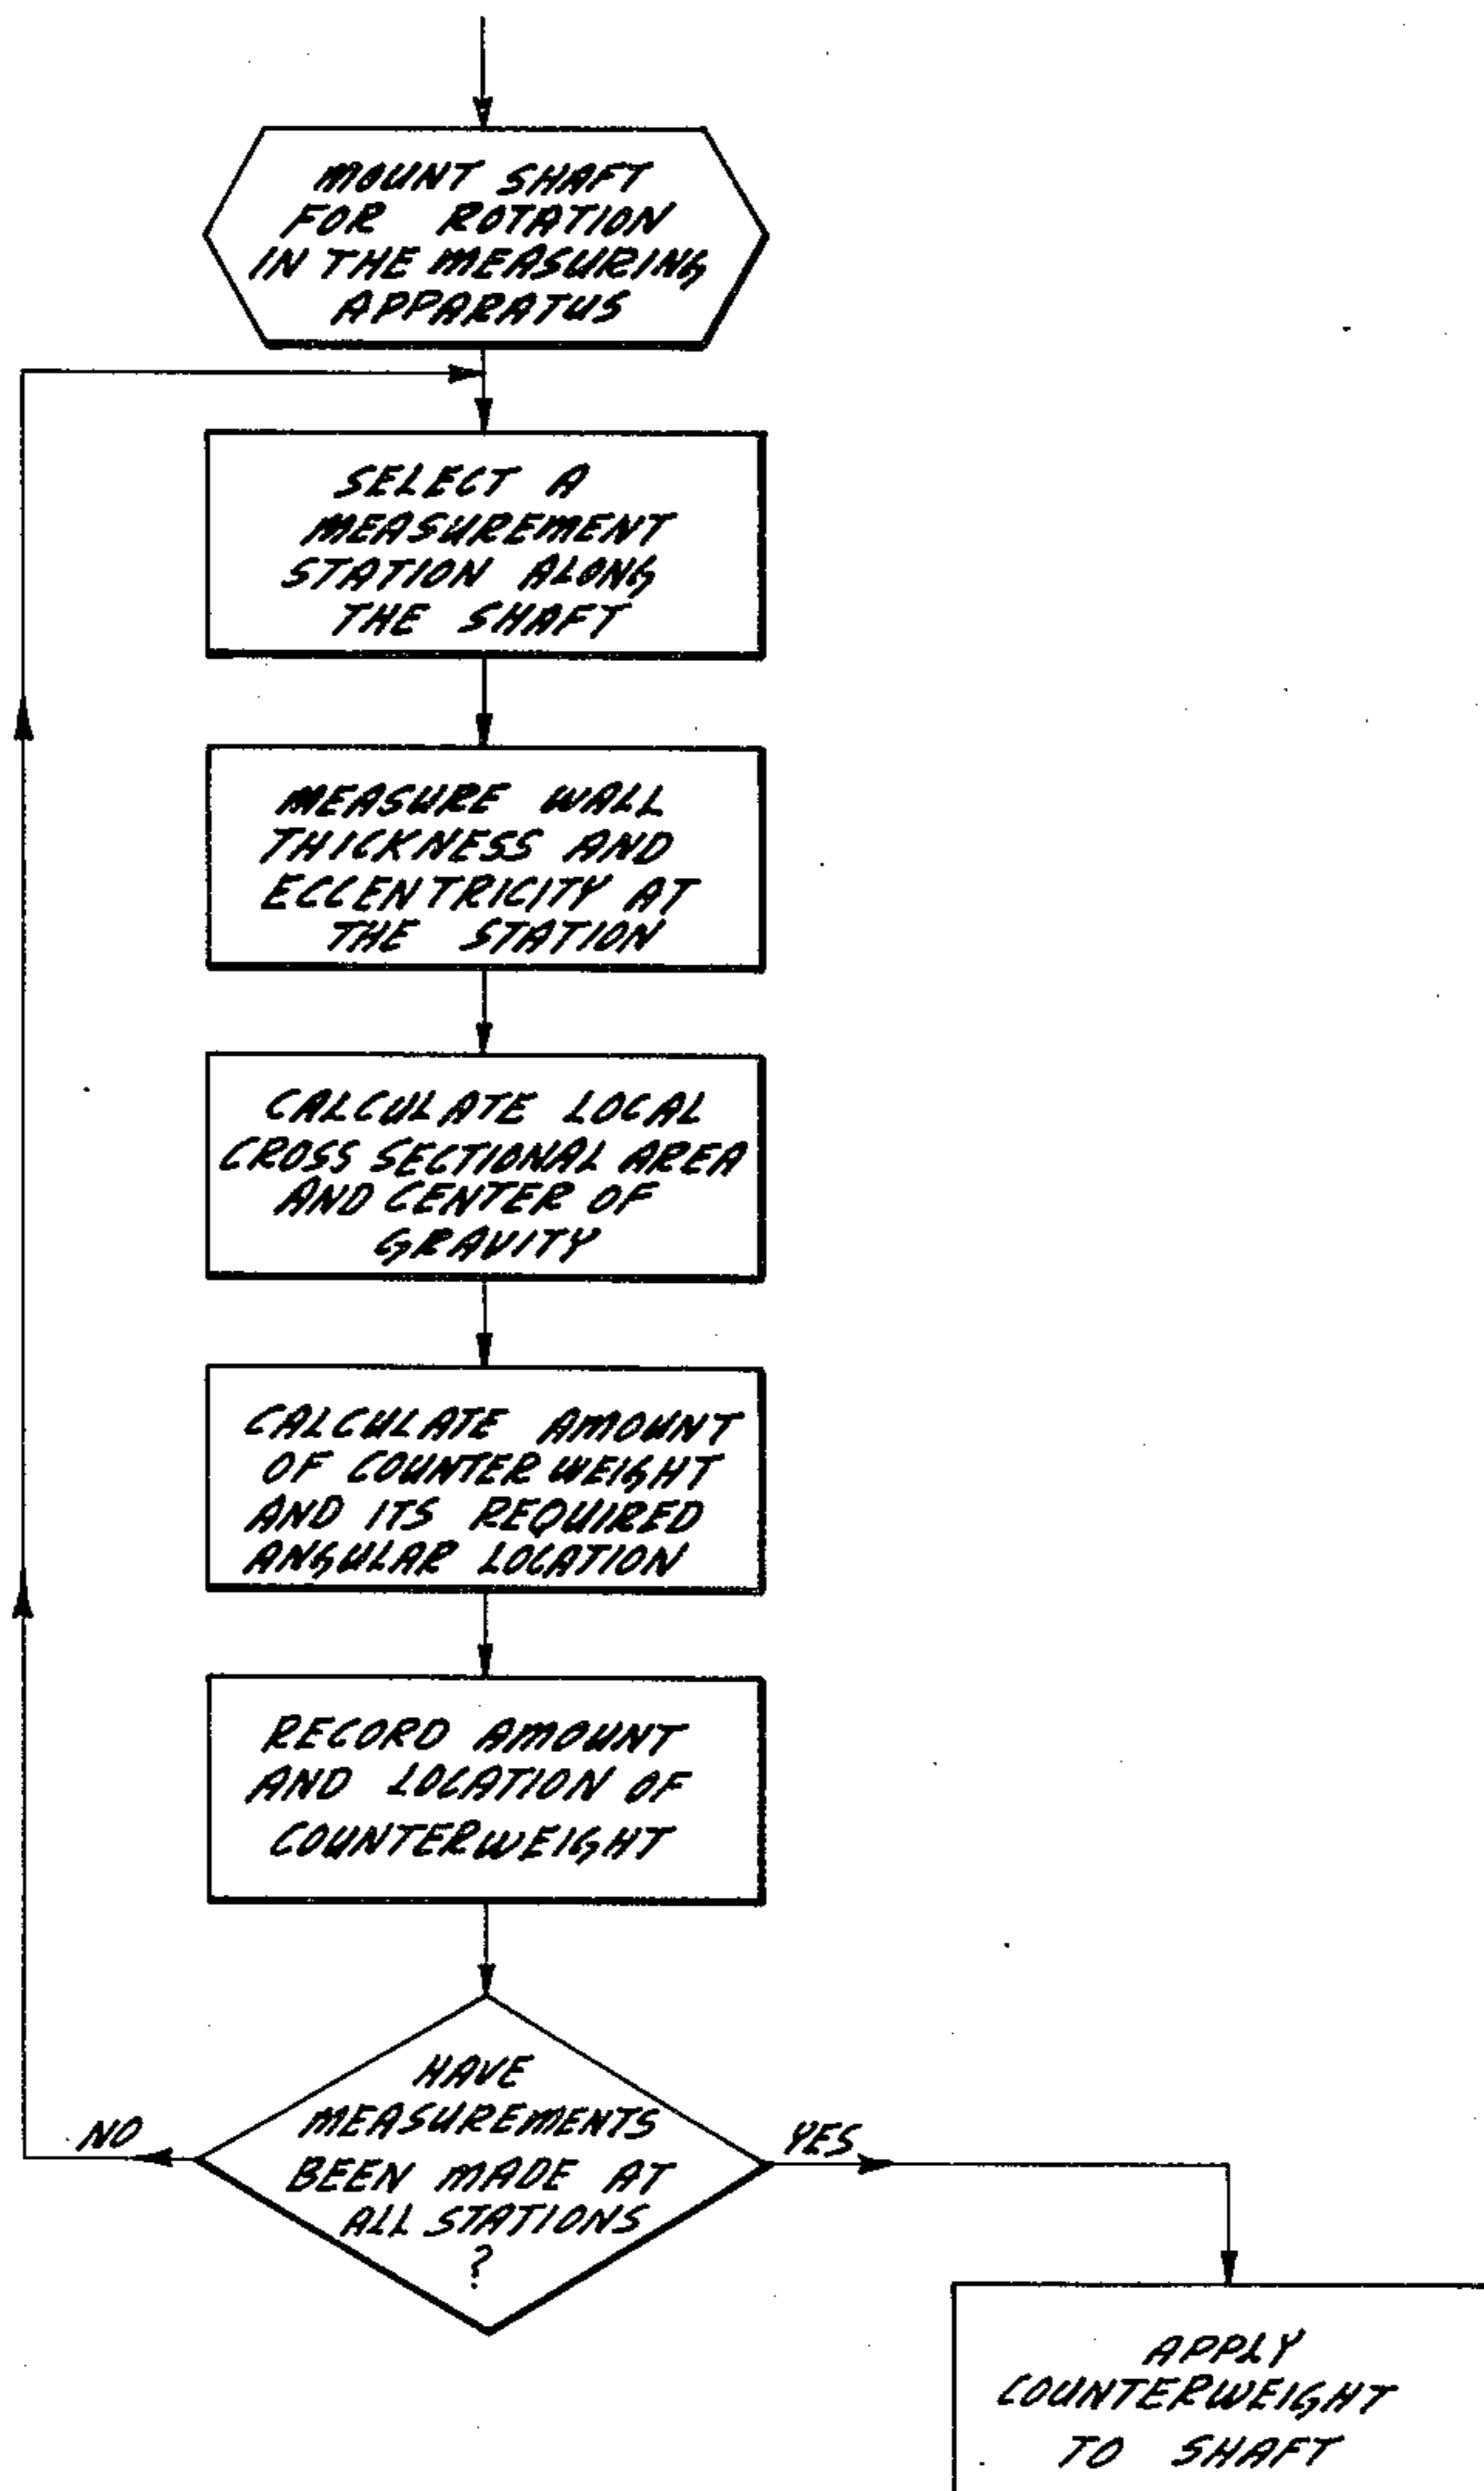 MOUNT SHAFT
FOR ROTATION
IN THE MEASURING
APPARATUS
SELECT A
MEASUREMENT
STATION ALONG
THE SHAFT
MEASURE WALL
THICKNESS AND
ECCENTRICITY AT
THE STATION
CALCULATE LOCAL
CROSS SECTIONAL AREA
AND CENTER OF
GRAVITY
CALCULATE AMOUNT
OF COUNTER WEIGHT
AND ITS REQUIRED
ANGULAR LOCATION
RECORD AMOUNT
AND LOCATION OF
COUNTERWEIGHT
HAVE
MEASUREMENTS
BEEN MADE AT
ALL STATIONS
?
NO
YES
APPLY
COUNTERWEIGHT
TO SHAFT